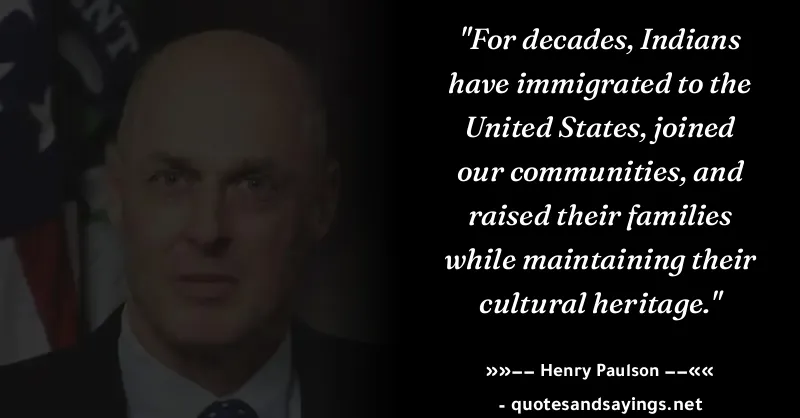 NT
"For decades, Indians
have immigrated to the
United States, joined
our communities, and
raised their families
while maintaining their
cultural heritage."
»»−− Henry Paulson −−««
- quotesandsayings.net